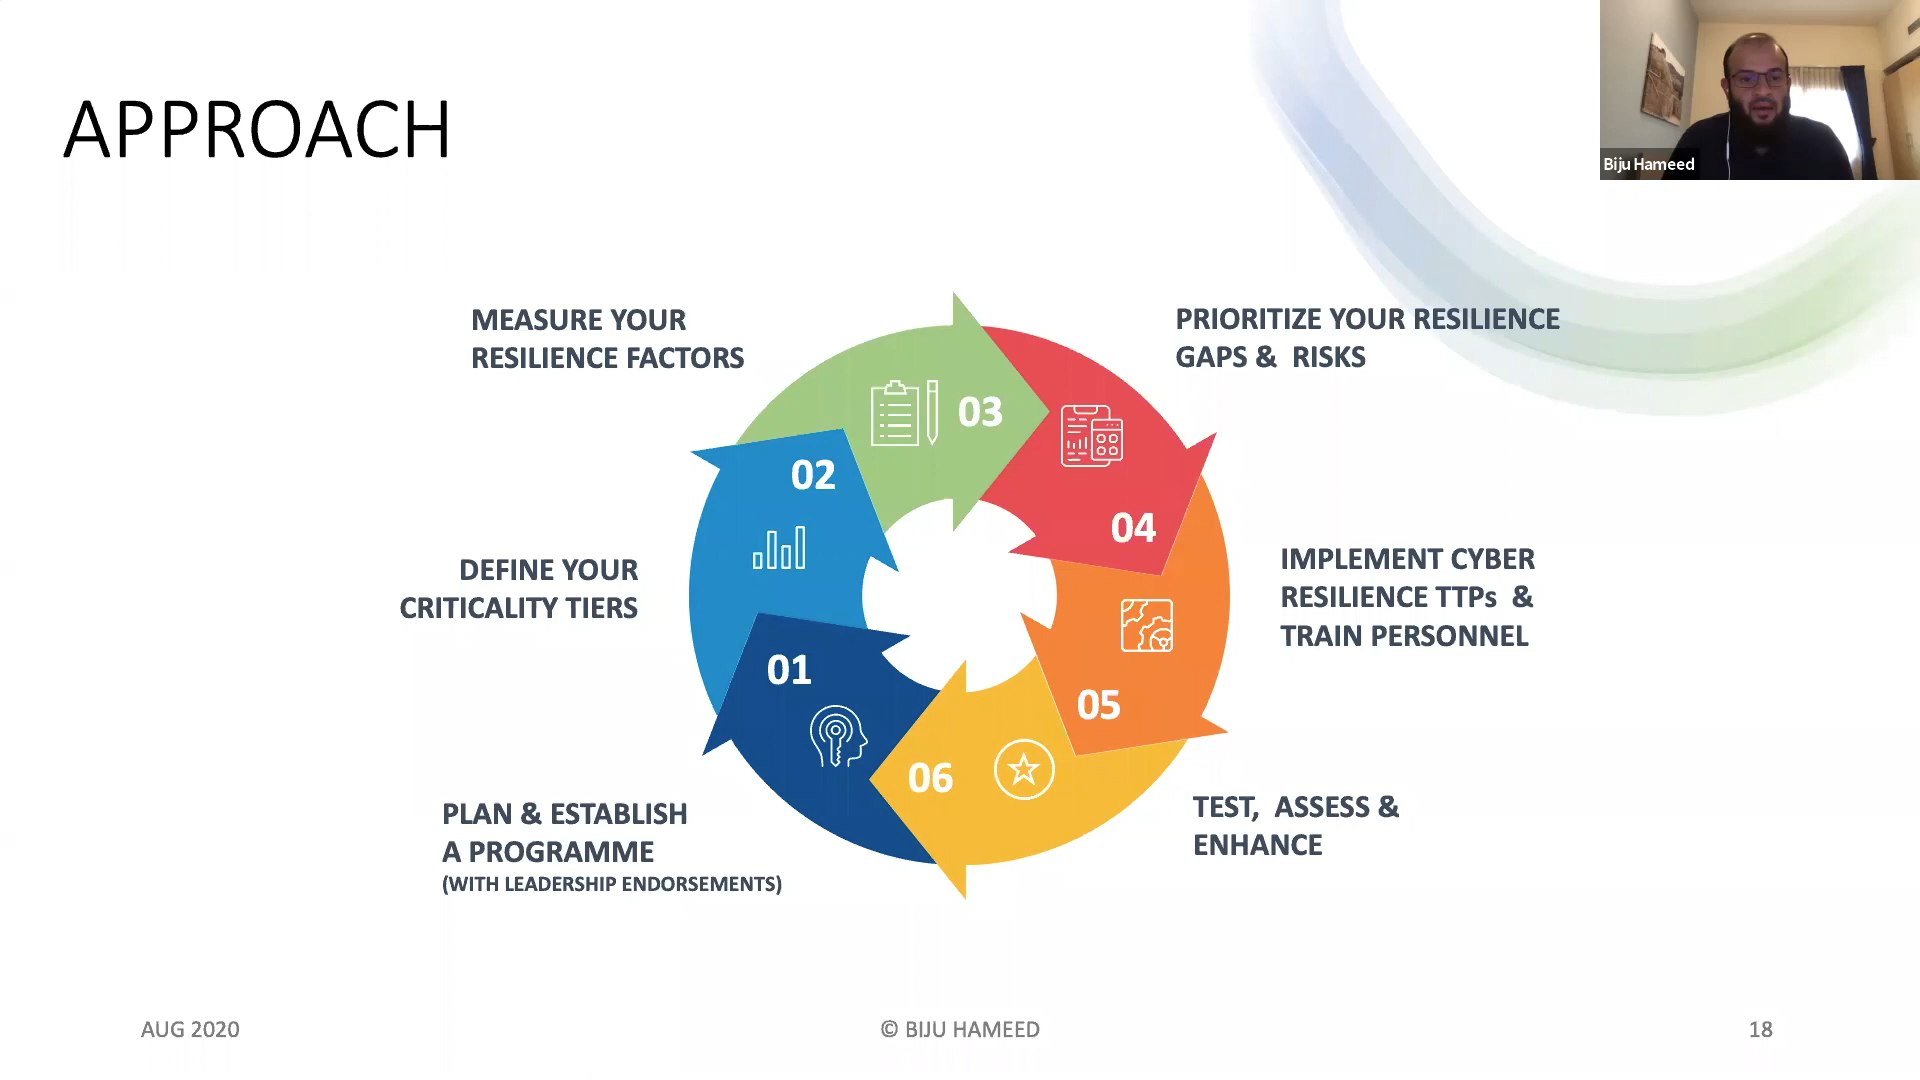 APPROACH
Biju Hameed
MEASURE YOUR
RESILIENCE FACTORS
PRIORITIZE YOUR RESILIENCE
GAPS & RISKS
03
02
04
DEFINE YOUR
CRITICALITY TIERS
IMPLEMENT CYBER
RESILIENCE TTPs &
TRAIN PERSONNEL
01
05
06
PLAN & ESTABLISH
A PROGRAMME
(WITH LEADERSHIP ENDORSEMENTS)
TEST, ASSESS &
ENHANCE
AUG 2020
© BIJU HAMEED
18